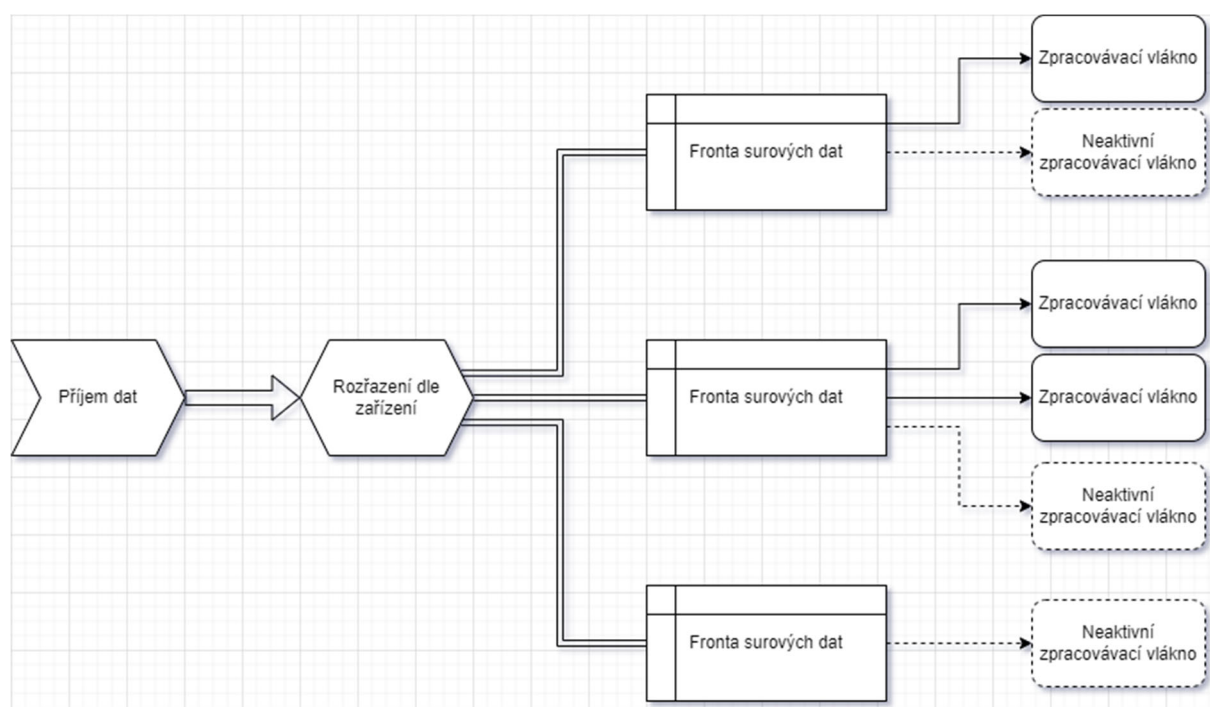 Příjem dat
Rozřazení dle
zařízení
Fronta surových dat
Zpracovávací vlákno
Neaktivní
zpracovávací vlákno
Fronta surových dat
Zpracovávací vlákno
Zpracovávací vlákno
Neaktivní
zpracovávací vlákno
Fronta surových dat
Neaktivní
zpracovávací vlákno